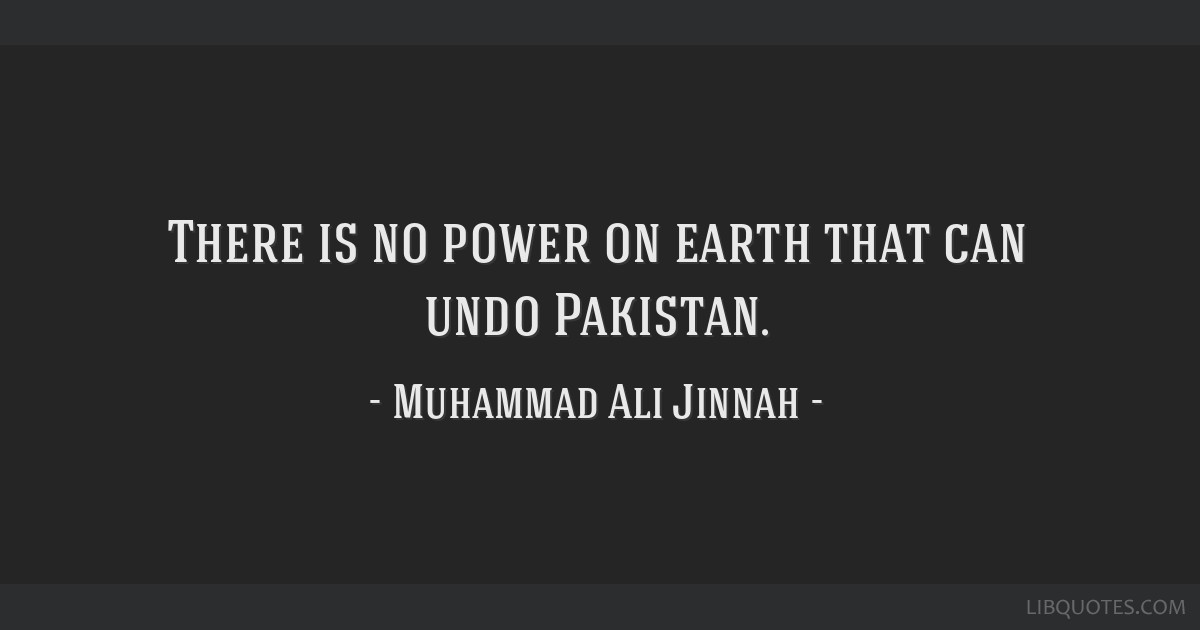 There is no power on earth that can
undo Pakistan.
- Muhammad Ali Jinnah -
LIBQUOTES.COM